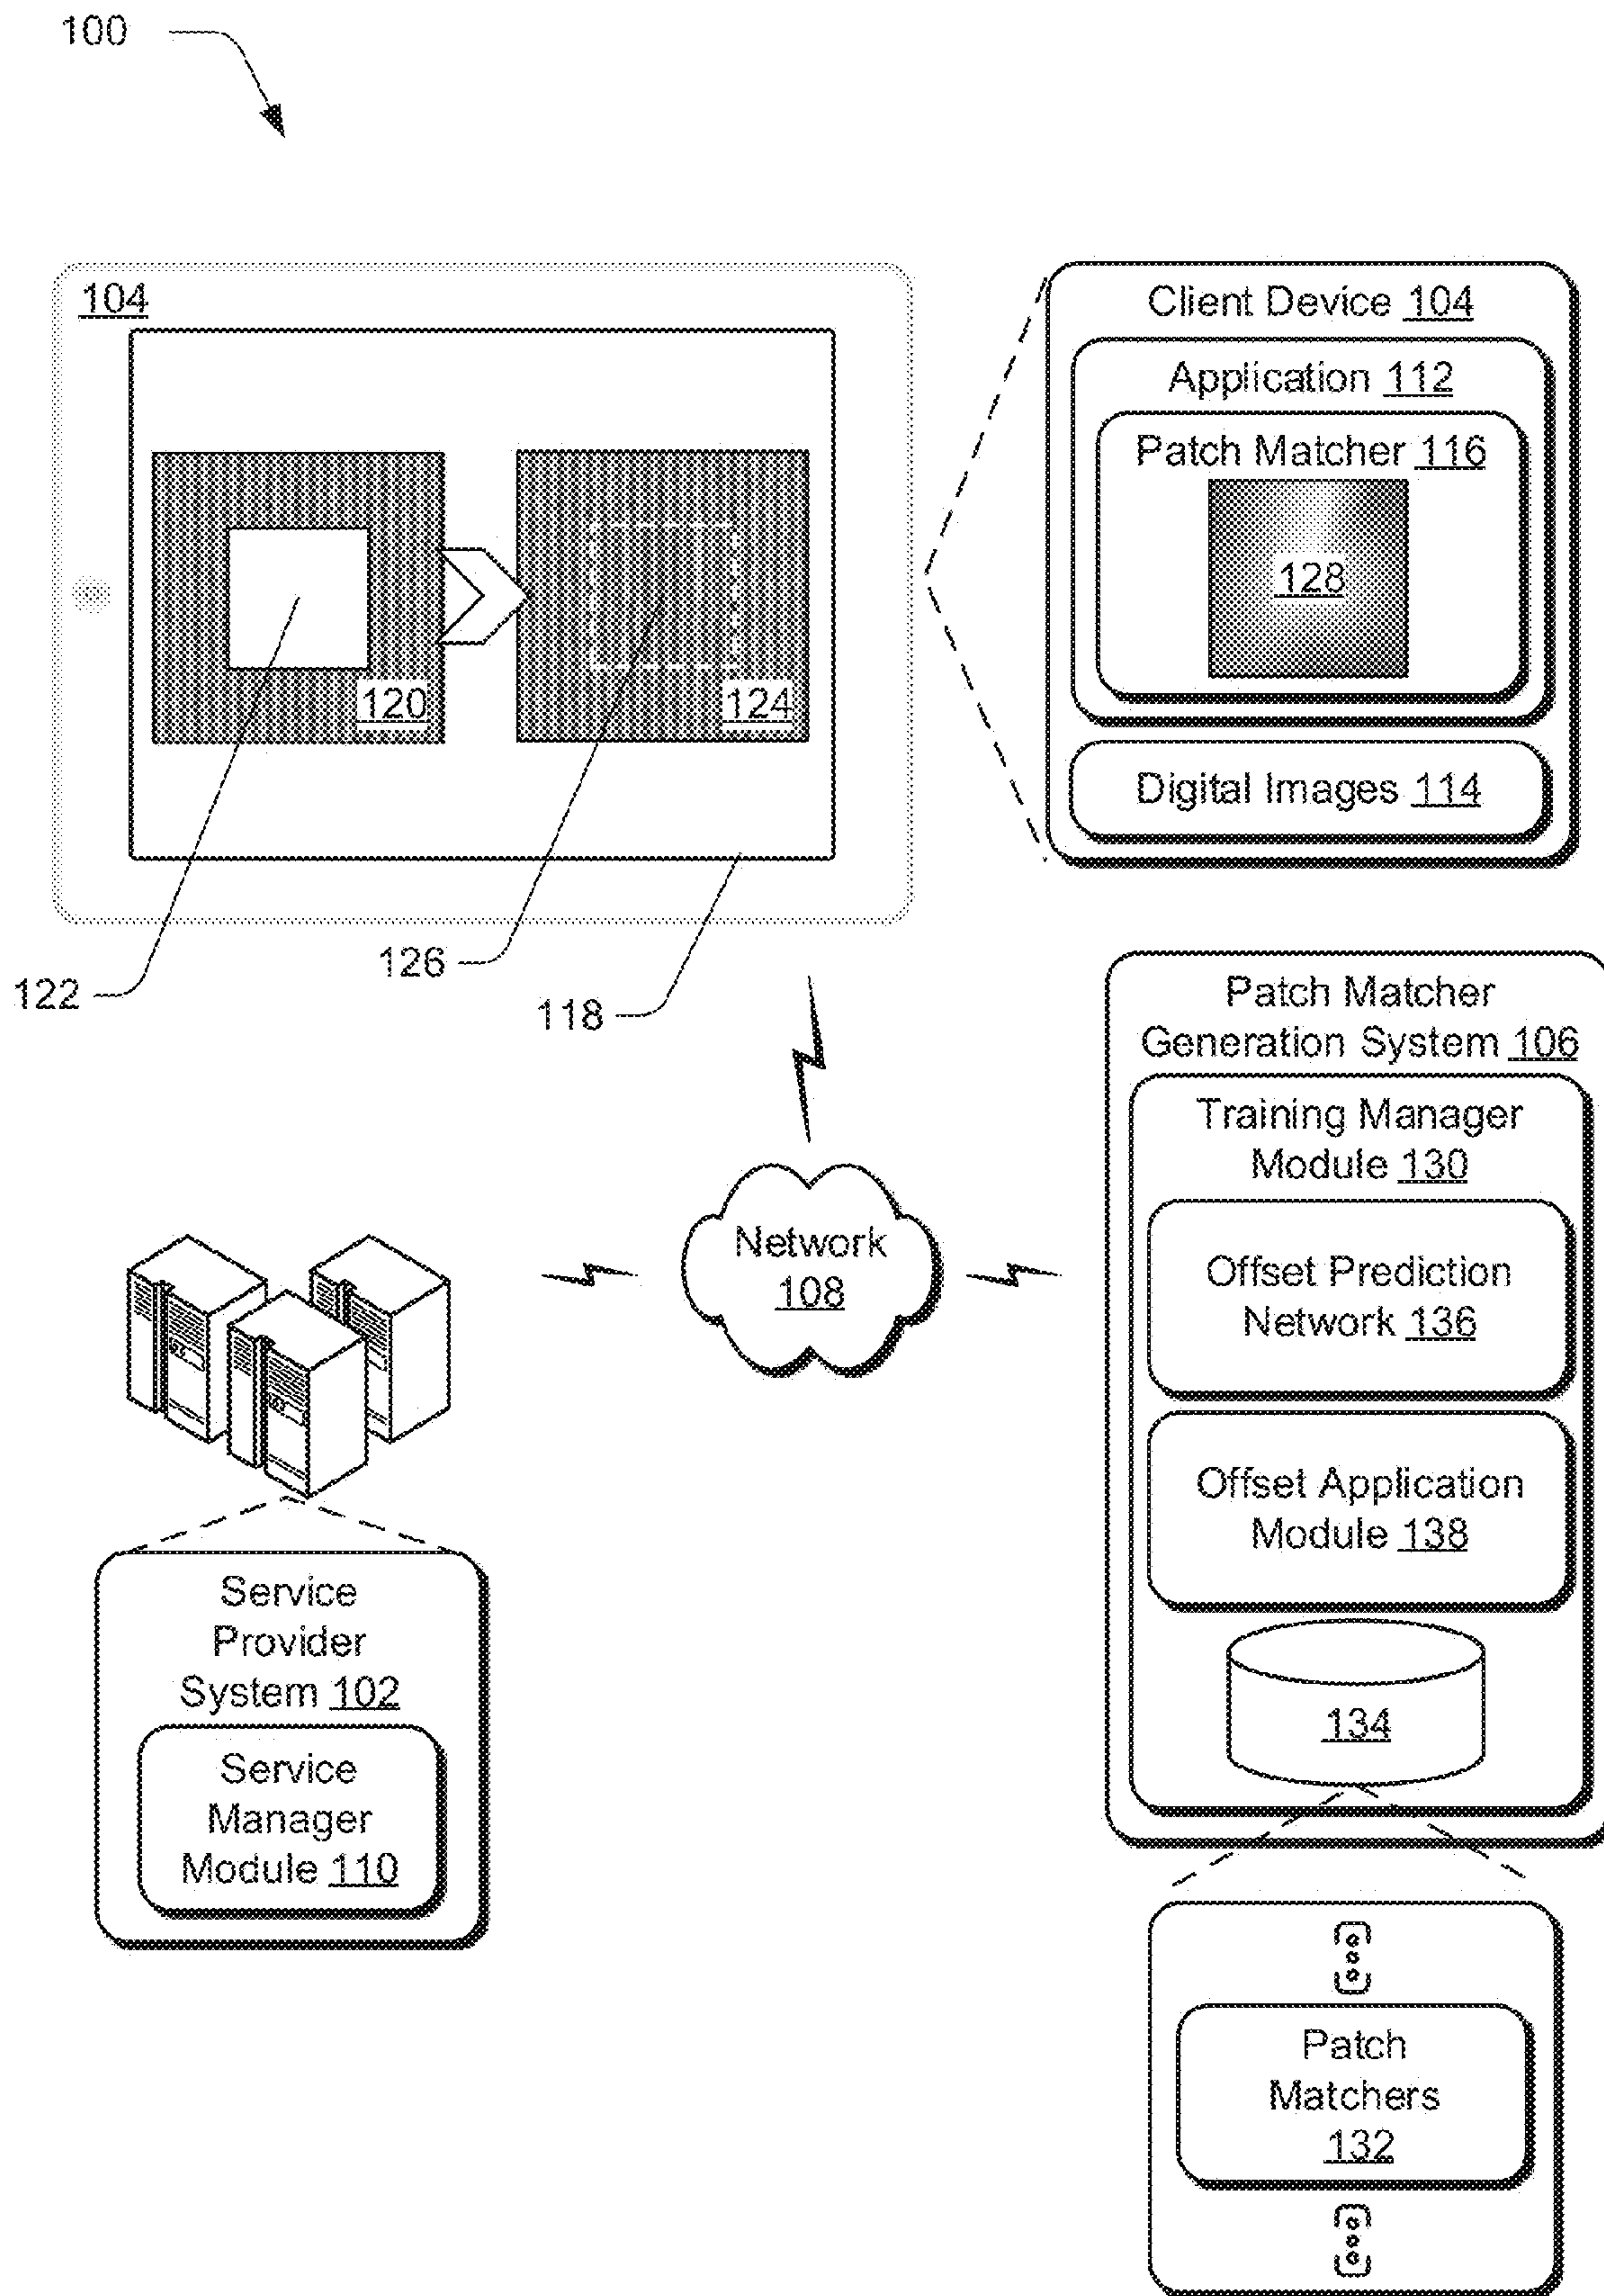 100
104
120
124
122
126
118
Client Device 104
Application 112
Patch Matcher 116
128
Digital Images 114
Patch Matcher
Generation System 106
Training Manager
Module 130
Offset Prediction
Network 136
Offset Application
Module 138
134
Network
108
Service
Provider
System 102
Service
Manager
Module 110
Patch
Matchers
132